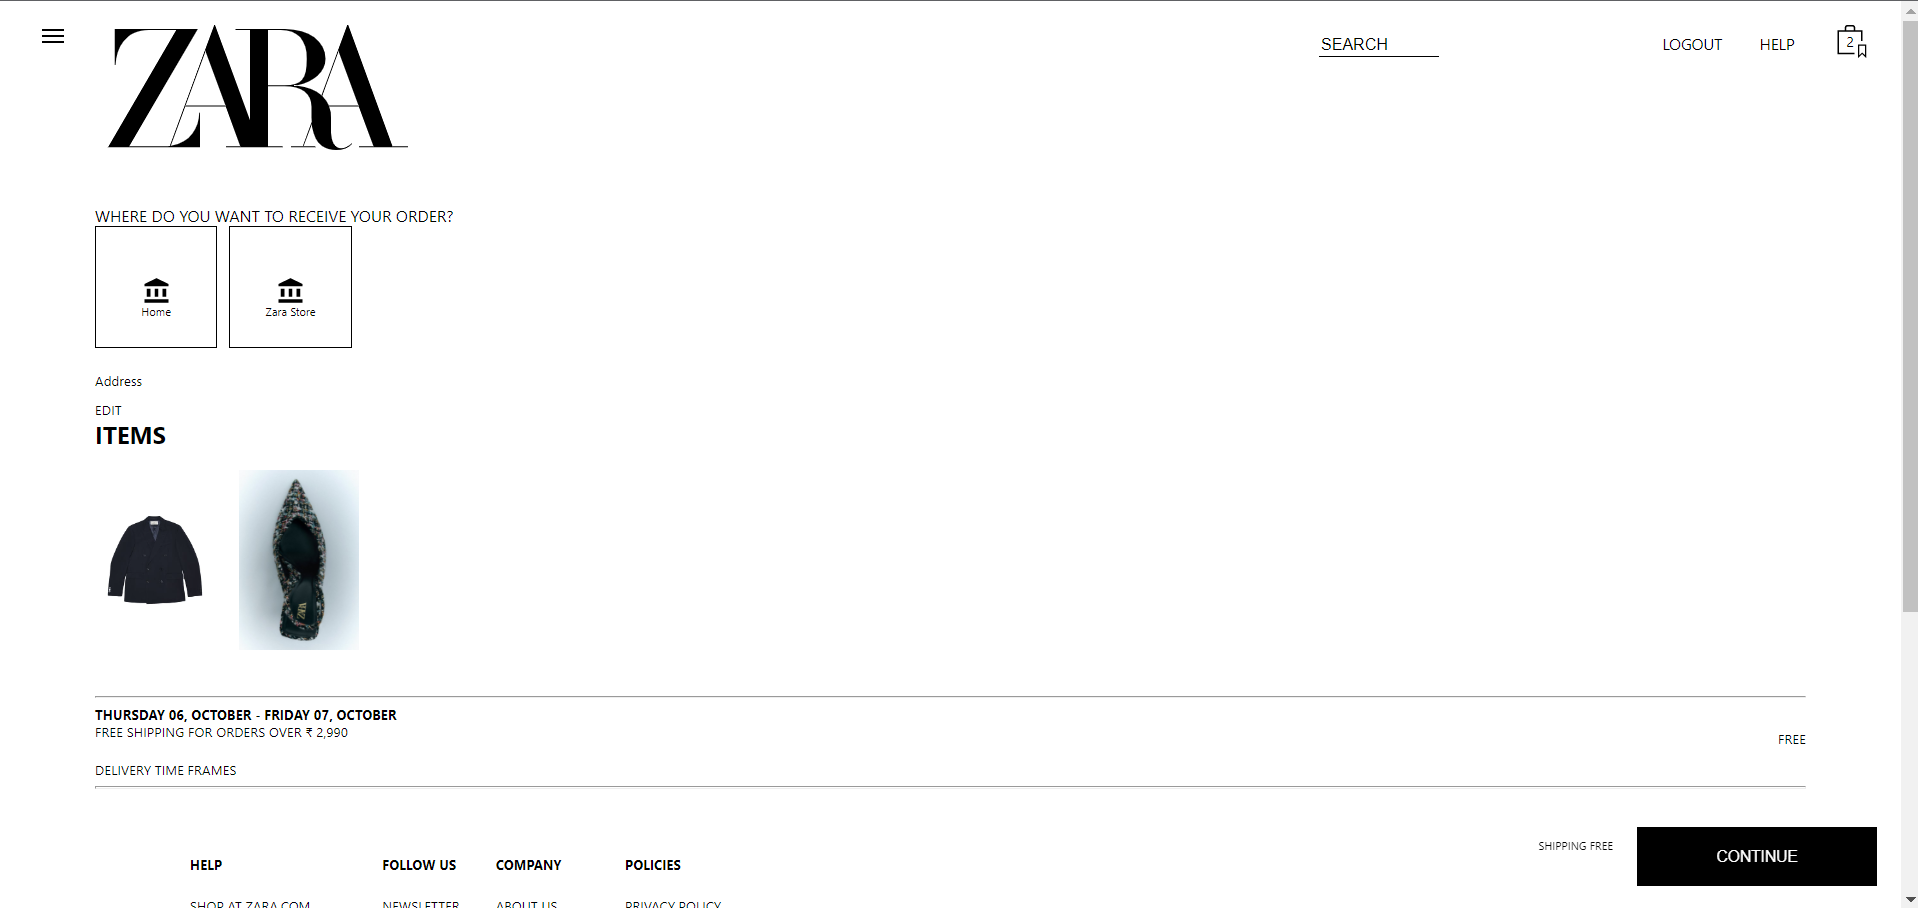 ZARA
SEARCH
LOGOUT
HELP
2
WHERE DO YOU WANT TO RECEIVE YOUR ORDER?
Home
Zara Store
Address
EDIT
ITEMS
ZARA
THURSDAY 06, OCTOBER - FRIDAY 07, OCTOBER
FREE SHIPPING FOR ORDERS OVER ₹ 2,990
FREE
DELIVERY TIME FRAMES
SHIPPING FREE
CONTINUE
HELP
FOLLOW US
COMPANY
POLICIES
SHOP AT ZARA.COM
NEWSLETTER
ABOUT US
PRIVACY POLICY